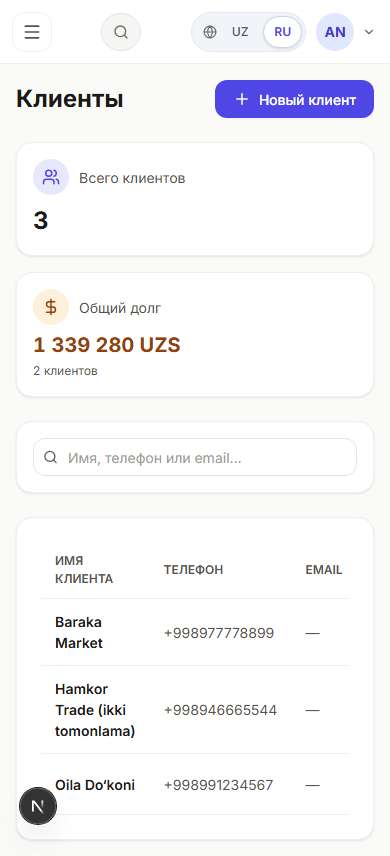 UZ RU AN
Клиенты
Новый клиент
Всего клиентов
3
Общий долг
1 339 280 UZS
2 клиентов
Имя, телефон или email...
ИМЯ КЛИЕНТА ТЕЛЕФОН EMAIL
Baraka Market +998977778899 —
Hamkor Trade (ikki tomonlama) +998946665544 —
Oila Do‘koni +998991234567 —
N